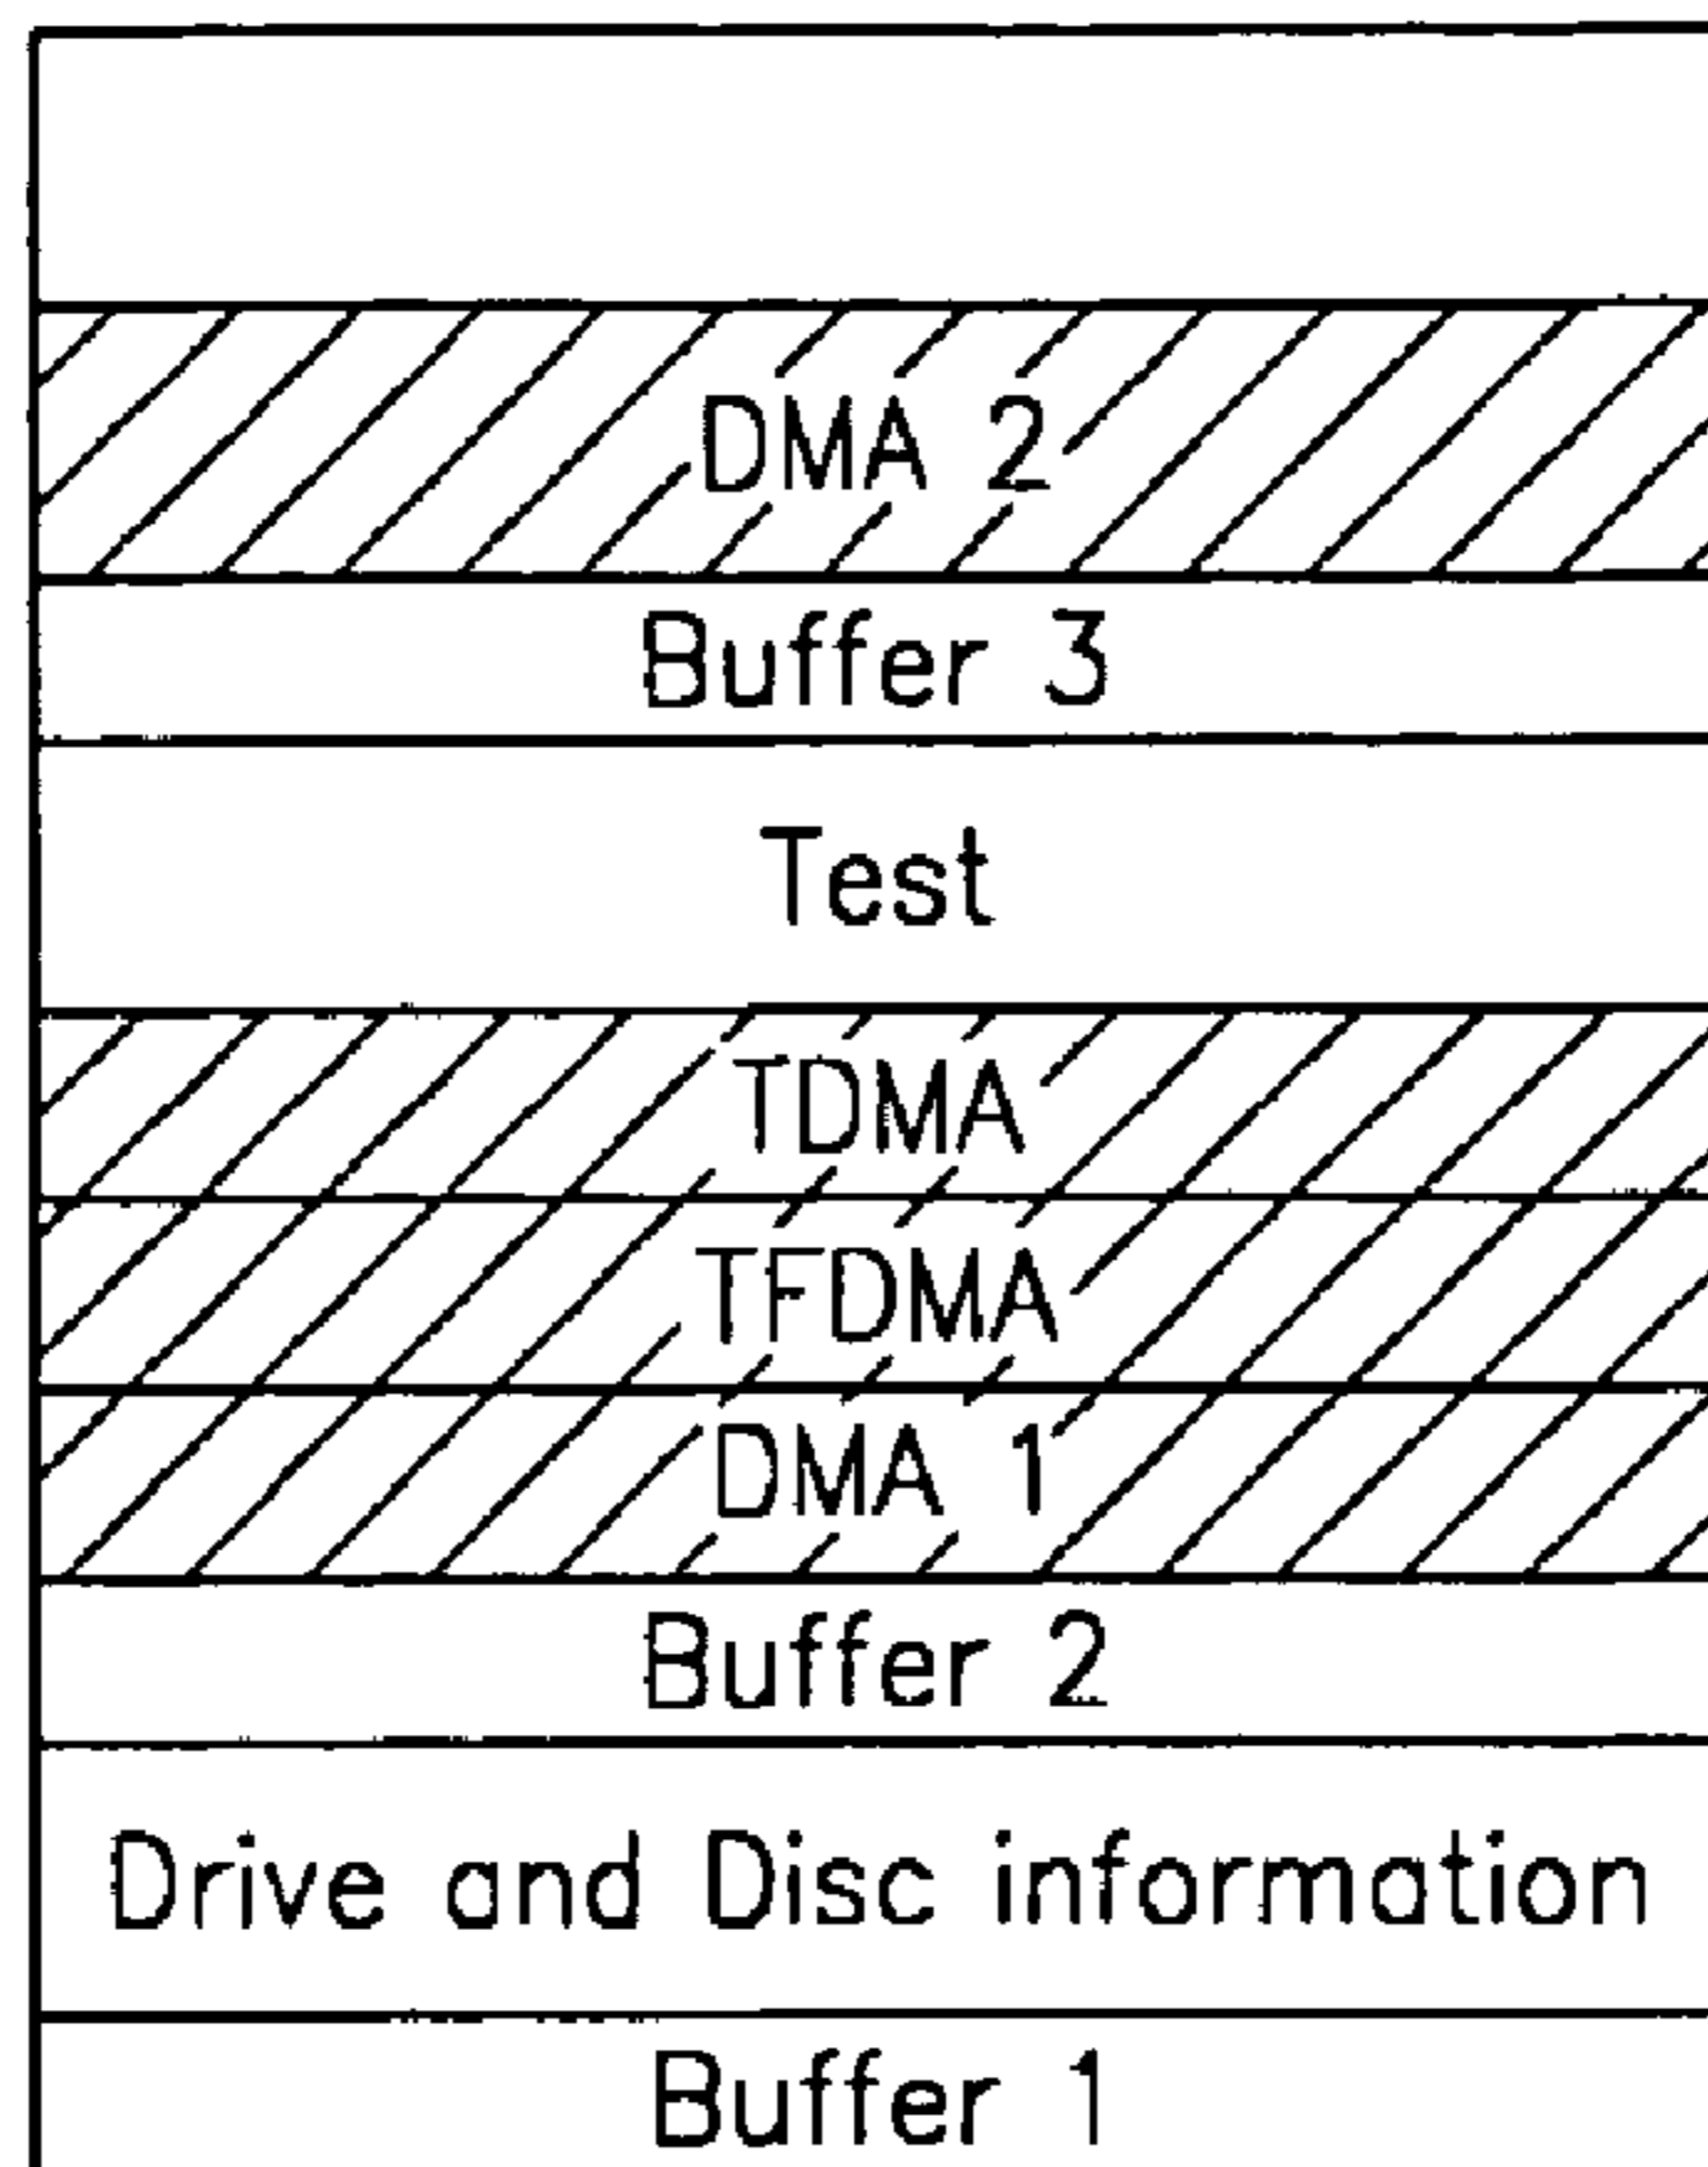 DMA 2
Buffer 3
Test
TDMA
TFDMA
DMA 1
Buffer 2
Drive and Disc information
Buffer 1